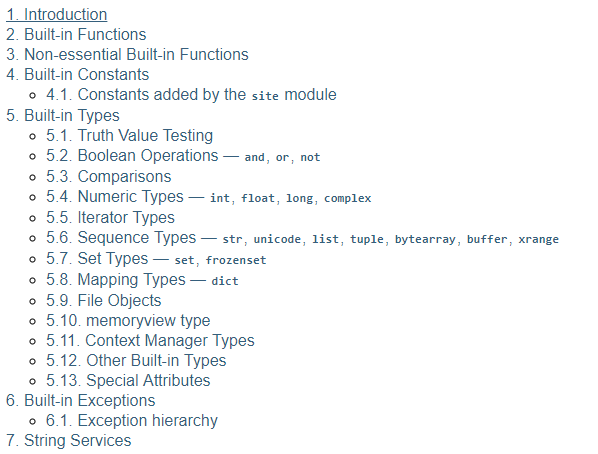 1. Introduction
2. Built-in Functions
3. Non-essential Built-in Functions
4. Built-in Constants
4.1. Constants added by the site module
5. Built-in Types
5.1. Truth Value Testing
5.2. Boolean Operations — and, or, not
5.3. Comparisons
5.4. Numeric Types — int, float, long, complex
5.5. Iterator Types
5.6. Sequence Types — str, unicode, list, tuple, bytearray, buffer, xrange
5.7. Set Types — set, frozenset
5.8. Mapping Types — dict
5.9. File Objects
5.10. memoryview type
5.11. Context Manager Types
5.12. Other Built-in Types
5.13. Special Attributes
6. Built-in Exceptions
6.1. Exception hierarchy
7. String Services